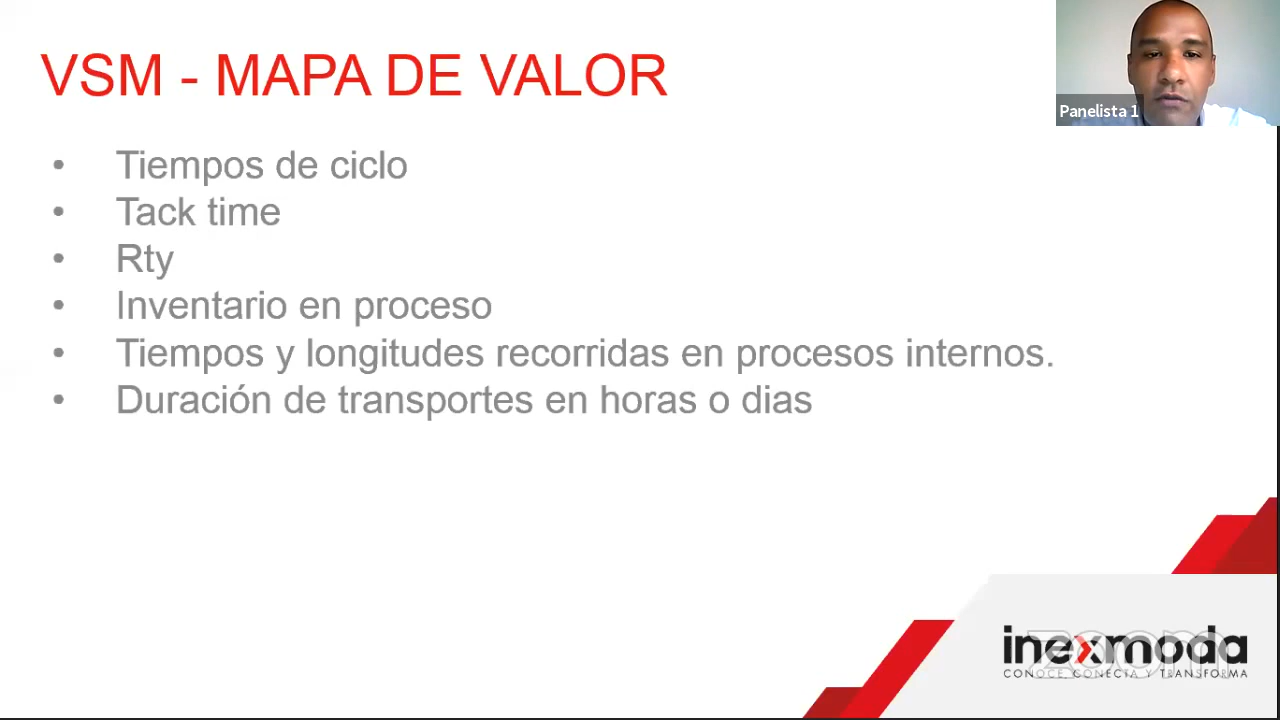 VSM - MAPA DE VALOR
Panelista 1
• Tiempos de ciclo
• Tack time
• Rty
• Inventario en proceso
• Tiempos y longitudes recorridas en procesos internos.
• Duración de transportes en horas o dias
inexmoda
zoom
CONOCE, CONECTA Y TRANSFORMA